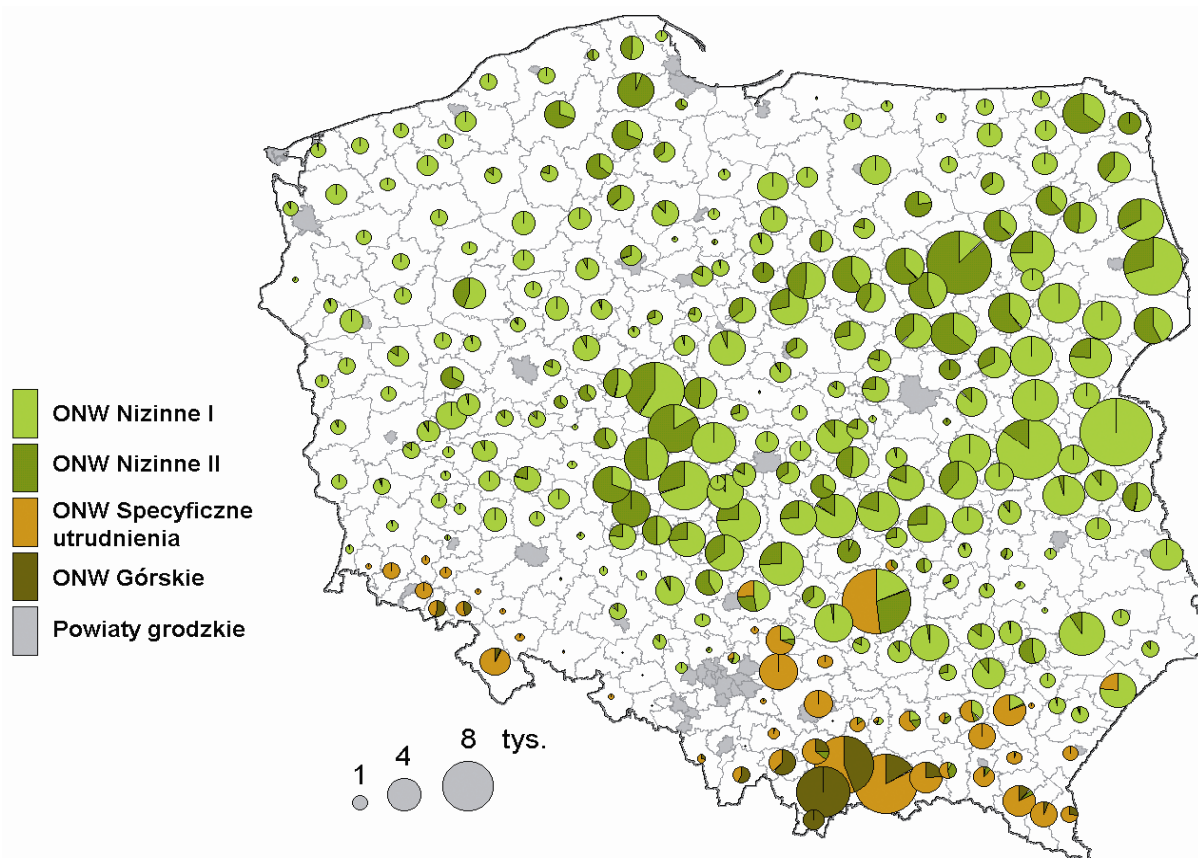 ONW Nizinne I
ONW Nizinne II
ONW Specyficzne
utrudnienia
ONW Górskie
Powiaty grodzkie
1 4 8 tys.